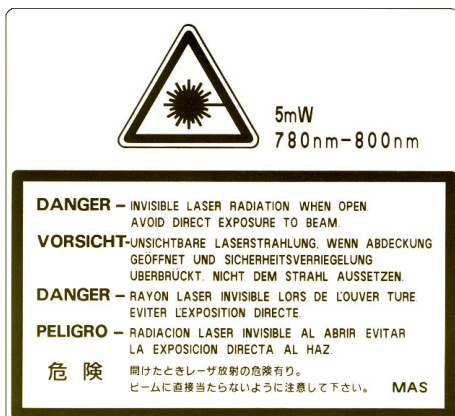 5mW
780nm-800nm
DANGER - INVISIBLE LASER RADIATION WHEN OPEN.
AVOID DIRECT EXPOSURE TO BEAM.
VORSICHT-UNSICHTBARE LASERSTRAHLUNG, WENN ABDECKUNG
GEÖFFNET UND SICHERHEITSVERRIEGELUNG
ÜBERBRÜCKT. NICHT DEM STRAHL AUSSETZEN.
DANGER - RAYON LASER INVISIBLE LORS DE L'OUVER TURE.
EVITER L'EXPOSITION DIRECTE.
PELIGRO - RADIACION LASER INVISIBLE AL ABRIR. EVITAR
LA EXPOSICION DIRECTA AL HAZ.
危険 開けたときレーザ放射の危険有り。
ビームに直接当たらないように注意して下さい。 MAS